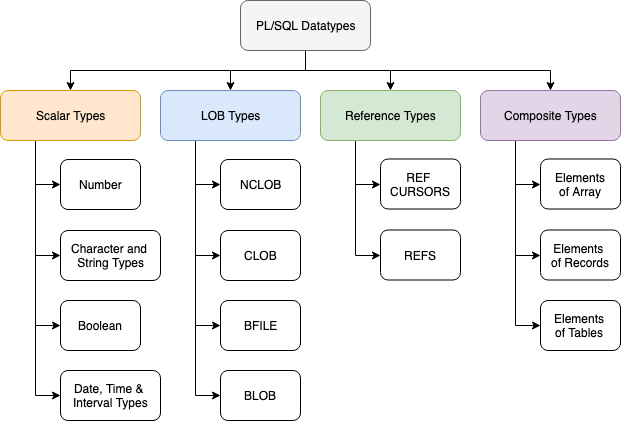 PL/SQL Datatypes
Scalar Types
LOB Types
Reference Types
Composite Types
Number
NCLOB
REF
CURSORS
Elements
of Array
Character and
String Types
CLOB
REFS
Elements
of Records
Boolean
BFILE
Elements
of Tables
Date, Time &
Interval Types
BLOB